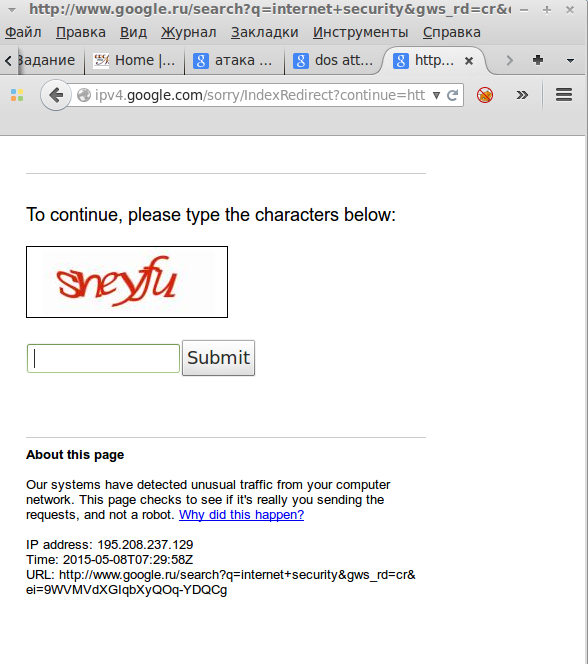 http://www.google.ru/search?q=internet+security&gws_rd=cr&
Файл Правка Вид Журнал Закладки Инструменты Справка
Задание Home |... атака ... dos att... http...
ipv4.google.com/sorry/IndexRedirect?continue=htt
To continue, please type the characters below:
Submit
About this page
Our systems have detected unusual traffic from your computer
network. This page checks to see if it's really you sending the
requests, and not a robot. Why did this happen?
IP address: 195.208.237.129
Time: 2015-05-08T07:29:58Z
URL: http://www.google.ru/search?q=internet+security&gws_rd=cr&
ei=9WVMVdXGIqbXyQOq-YDQCg